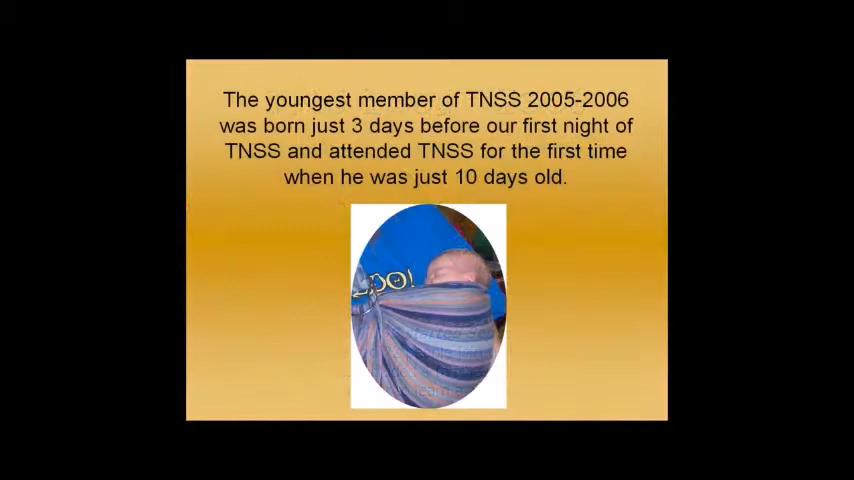 The youngest member of TNSS 2005-2006
was born just 3 days before our first night of
TNSS and attended TNSS for the first time
when he was just 10 days old.